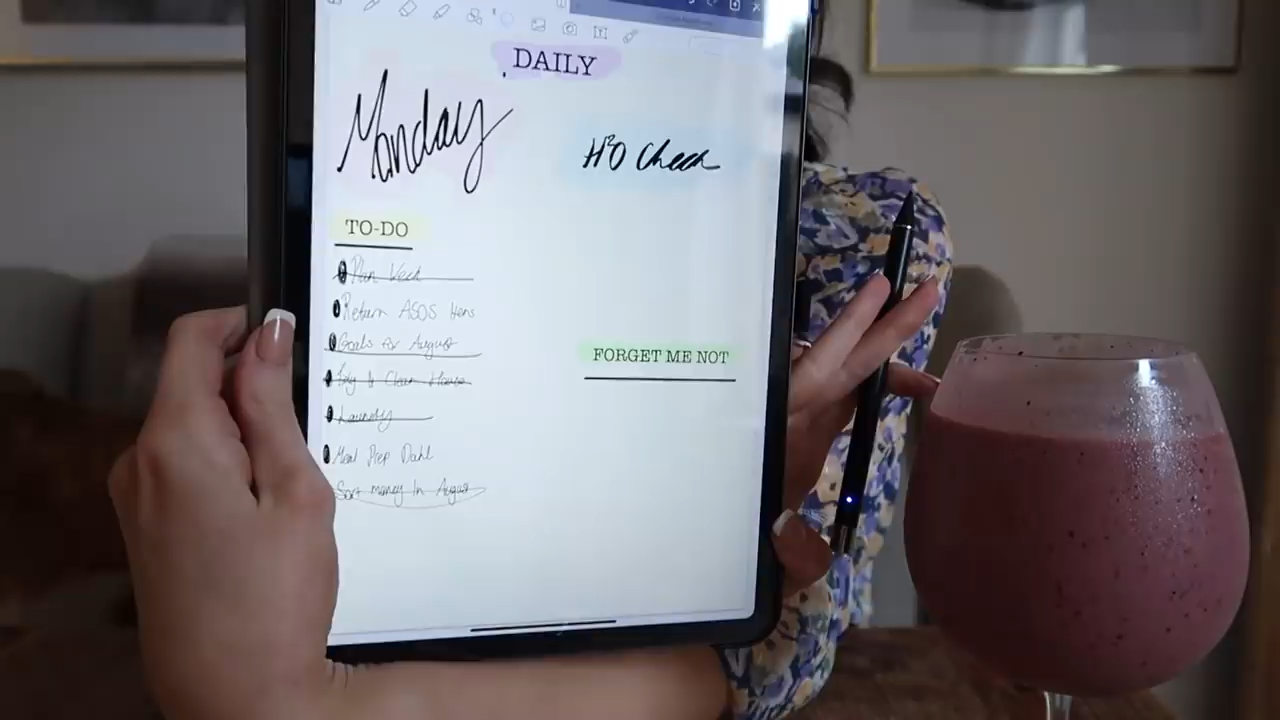 DAILY
Monday
H²O Check
TO-DO
Plan Week
Return ASOS items
Goals for August
FORGET ME NOT
Tidy & Clean House
Laundry
Meal Prep Dahl
Sort money in August